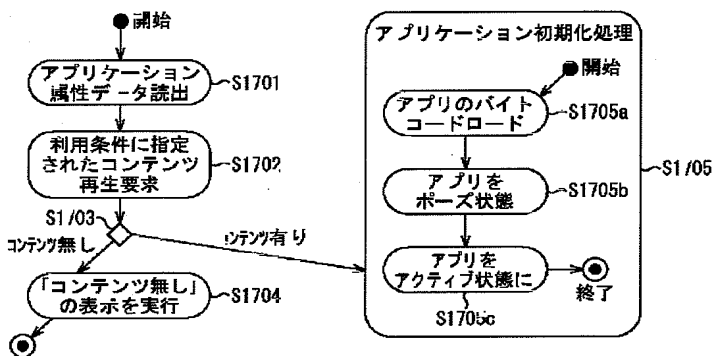 開始
アプリケーション
属性データ読出
S1701
利用条件に指定
されたコンテンツ
再生要求
S1702
S1703
コンテンツ無し
コンテンツ有り
「コンテンツ無し」
の表示を実行
S1704
アプリケーション初期化処理
開始
アプリのバイト
コードロード
S1705a
アプリを
ポーズ状態
S1705b
アプリを
アクティブ状態に
S1705c
終了
S1705